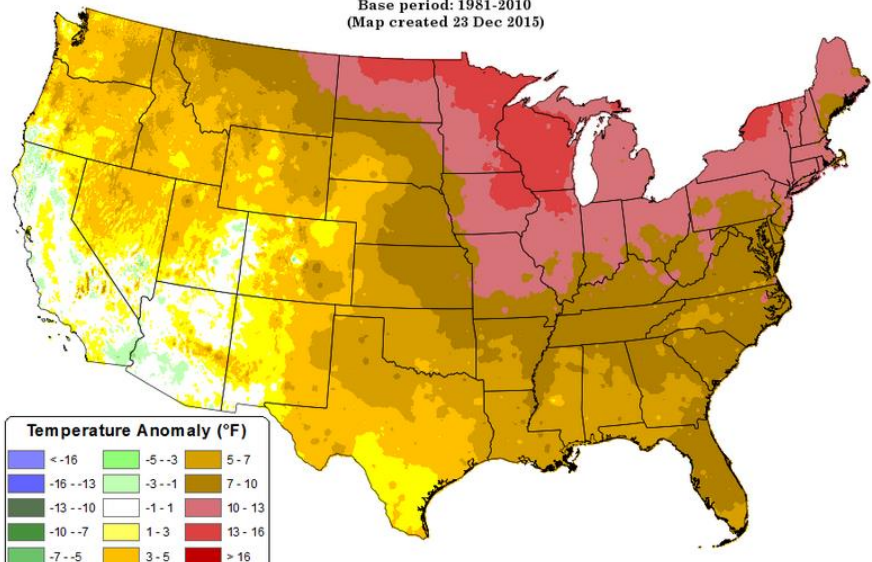 Base period: 1981-2010
(Map created 23 Dec 2015)
Temperature Anomaly (°F)
< -16
-5 - -3
5 - 7
-16 - -13
-3 - -1
7 - 10
-13 - -10
-1 - 1
10 - 13
-10 - -7
1 - 3
13 - 16
-7 - -5
3 - 5
> 16